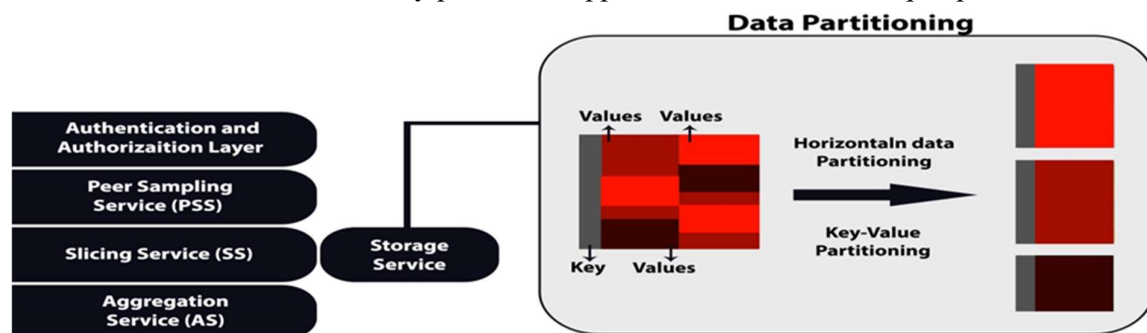 Data Partitioning
Authentication and
Authorizaition Layer
Peer Sampling
Service (PSS)
Slicing Service (SS)
Aggregation
Service (AS)
Storage
Service
Values Values
Key Values
Horizontaln data
Partitioning
Key-Value
Partitioning